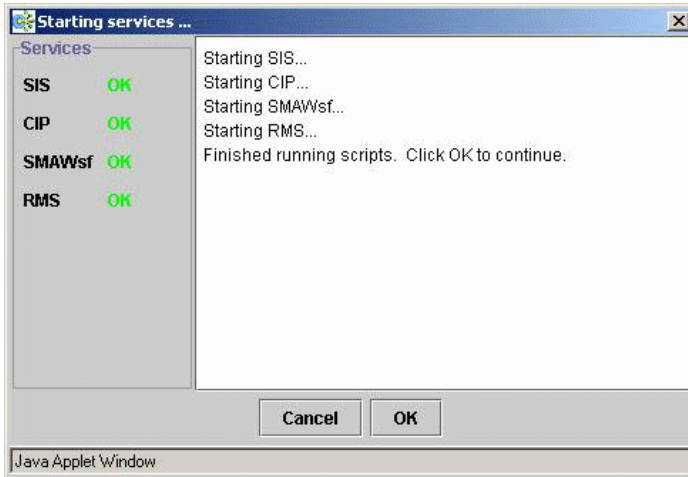 Starting services ...
Services
SIS OK
CIP OK
SMAWsf OK
RMS OK
Starting SIS...
Starting CIP...
Starting SMAWsf...
Starting RMS...
Finished running scripts.  Click OK to continue.
Cancel
OK
Java Applet Window